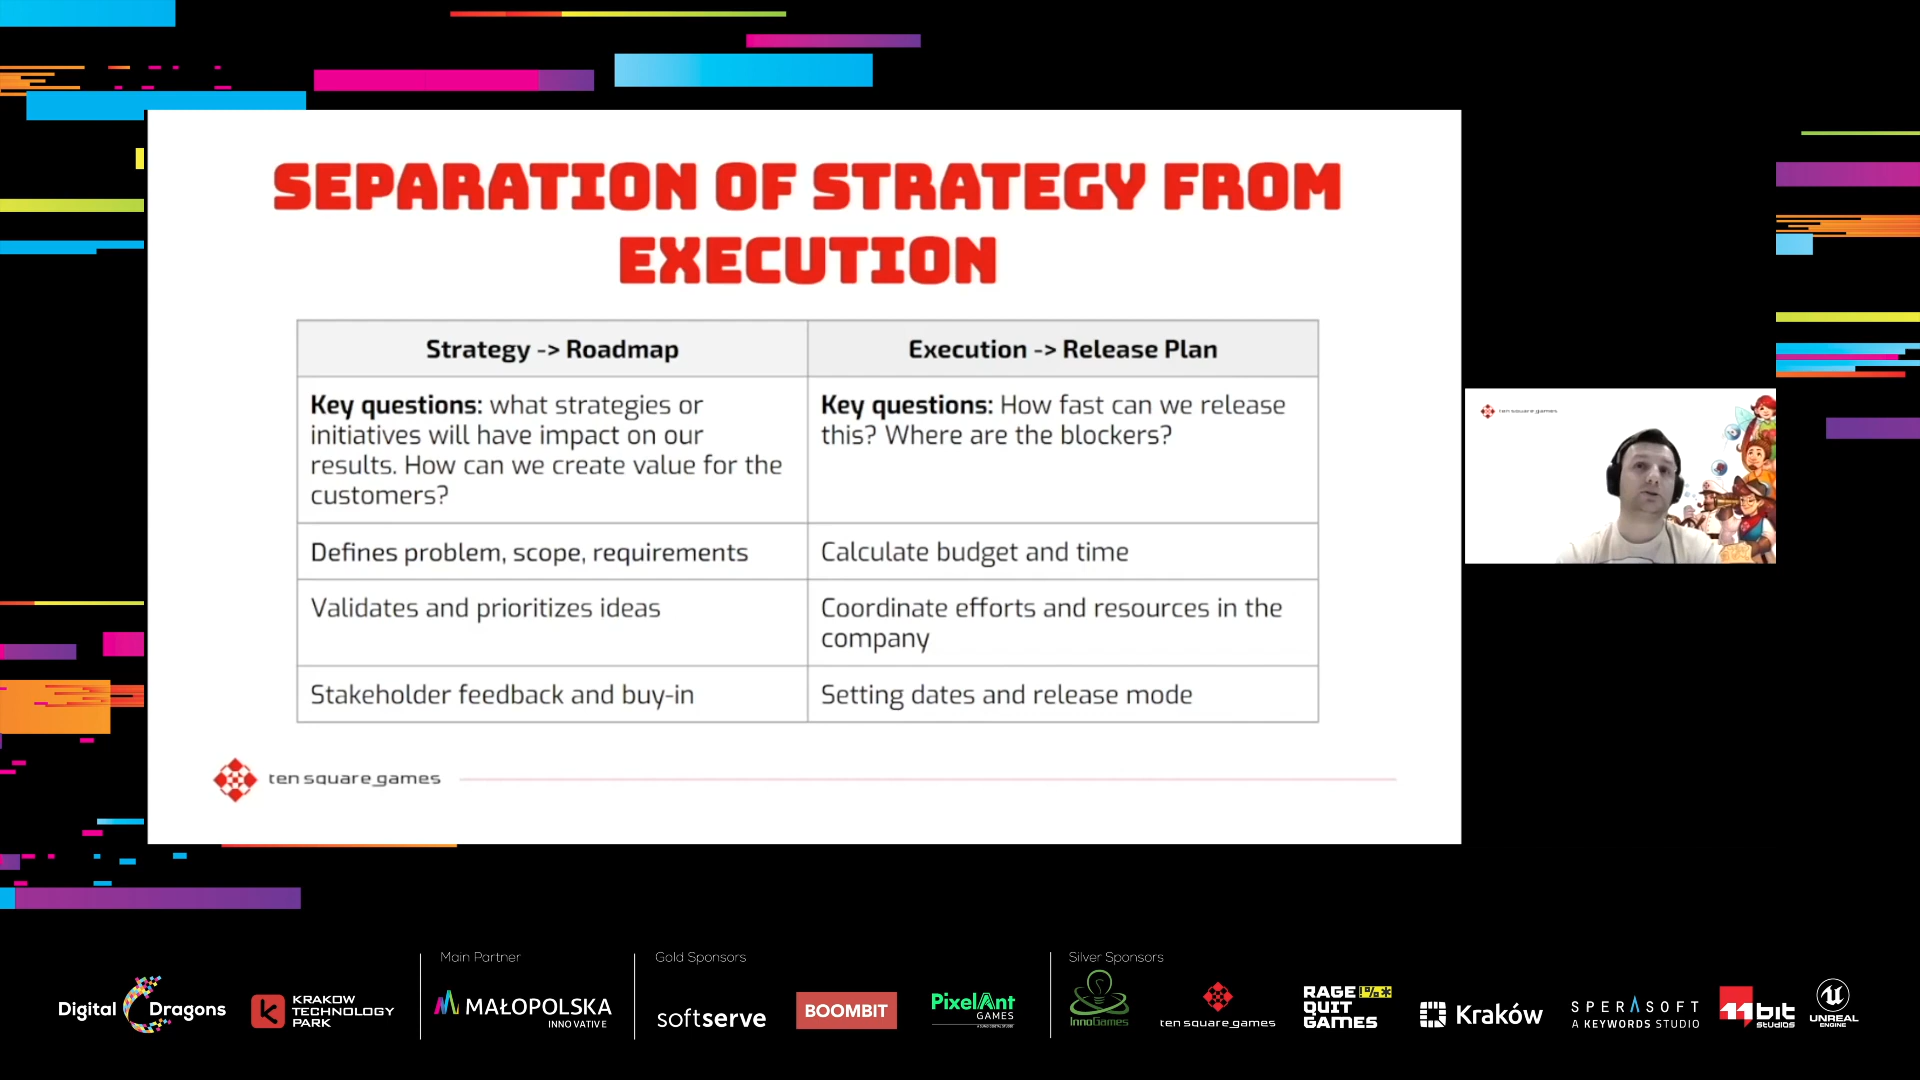 SEPARATION OF STRATEGY FROM
EXECUTION
Strategy -> Roadmap
Execution -> Release Plan
Key questions: what strategies or
initiatives will have impact on our
results. How can we create value for the
customers?
Key questions: How fast can we release
this? Where are the blockers?
Defines problem, scope, requirements
Calculate budget and time
Validates and prioritizes ideas
Coordinate efforts and resources in the
company
Stakeholder feedback and buy-in
Setting dates and release mode
ten square games
ten square games
Main Partner
Gold Sponsors
Silver Sponsors
Digital Dragons
KRAKOW
TECHNOLOGY
PARK
MAŁOPOLSKA
INNOVATIVE
softserve
BOOMBIT
PixelAnt
GAMES
InnoGames
ten square games
RAGE !%*
QUIT
GAMES
Kraków
SPERASOFT
A KEYWORDS STUDIO
11bit
STUDIOS
UNREAL
ENGINE